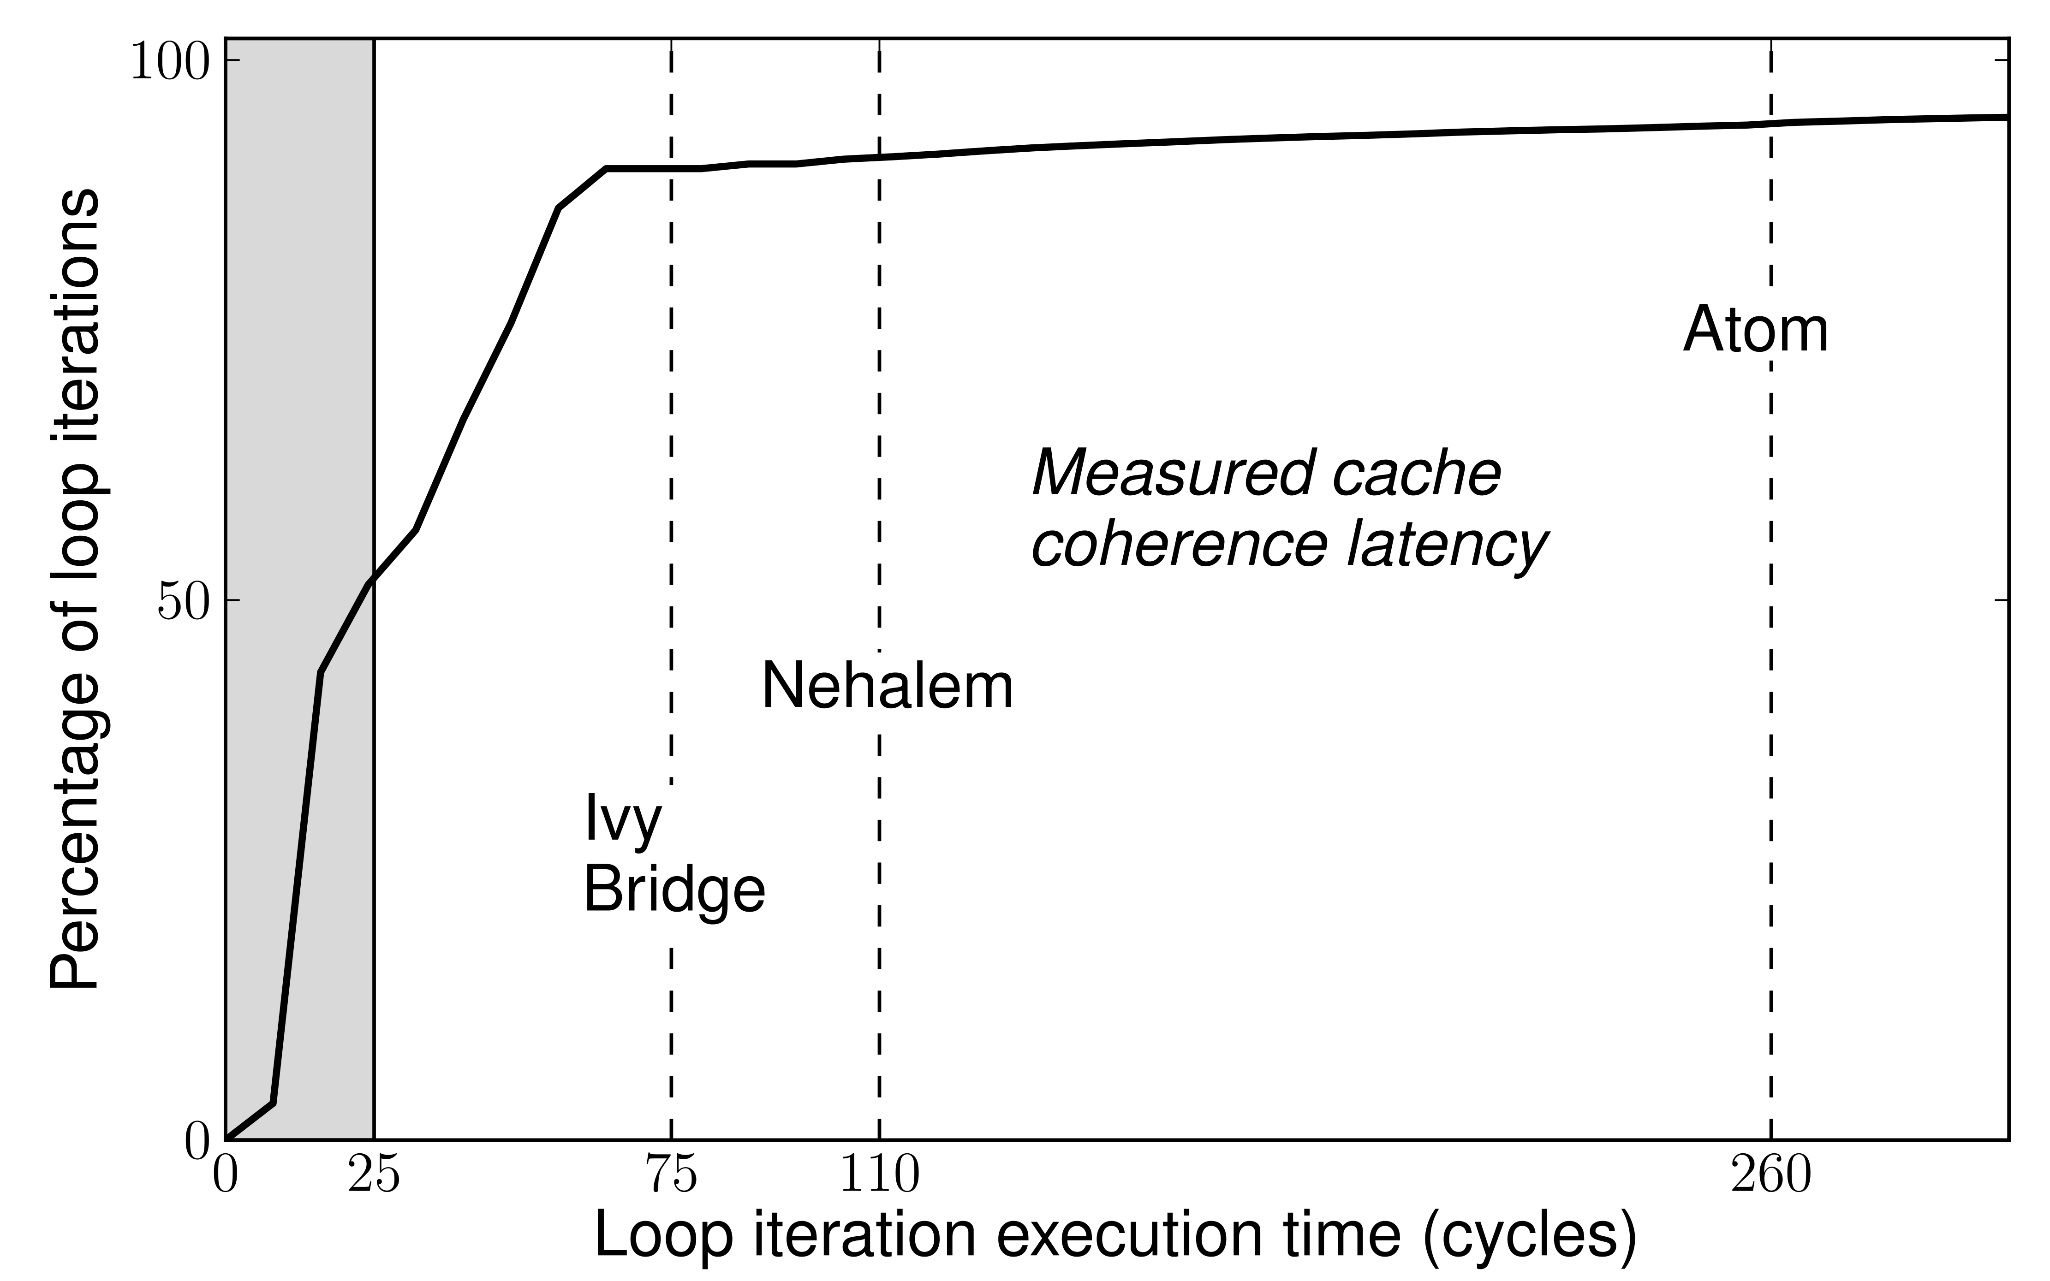 100
50
0
Percentage of loop iterations
Atom
Measured cache
coherence latency
Nehalem
Ivy
Bridge
0 25 75 110 260
Loop iteration execution time (cycles)